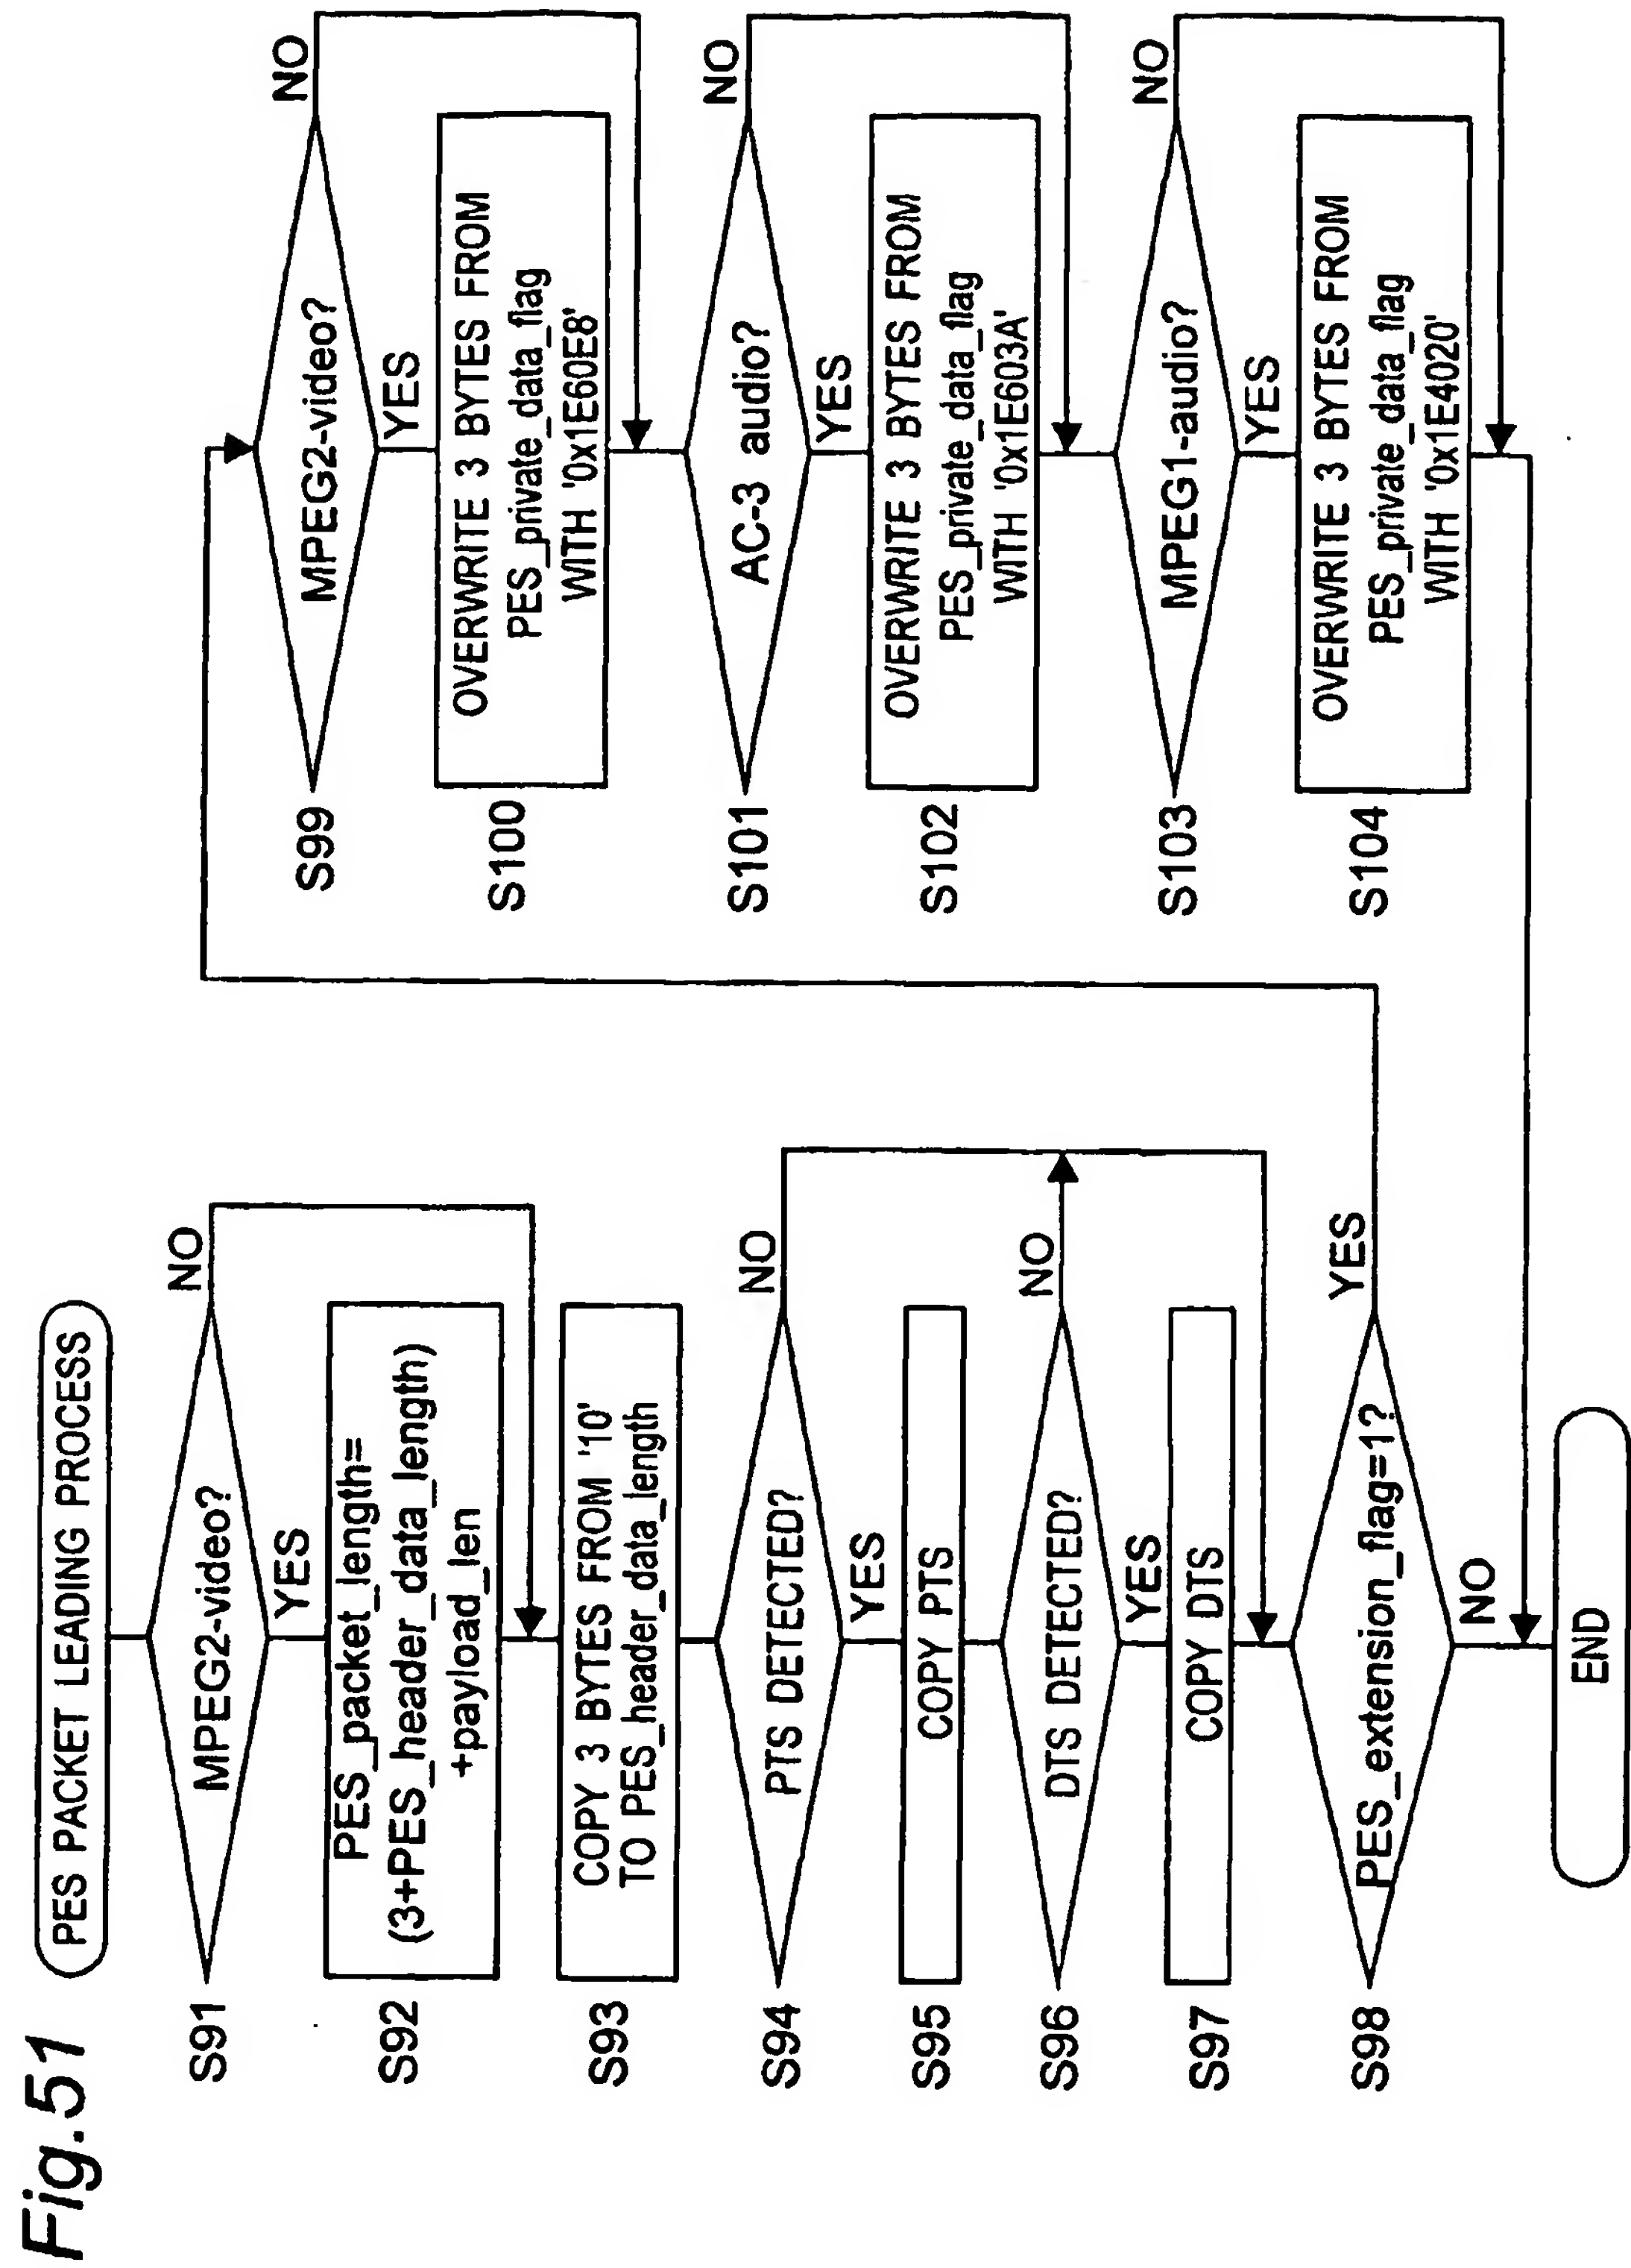 Fig.51
PES PACKET LEADING PROCESS
S91
MPEG2-video?
NO
YES
S92
PES_packet_length=
(3+PES_header_data_length)
+payload_len
S93
COPY 3 BYTES FROM '10'
TO PES_header_data_length
S94
PTS DETECTED?
NO
YES
S95
COPY PTS
S96
DTS DETECTED?
NO
YES
S97
COPY DTS
S98
PES_extension_flag=1?
YES
NO
END
S99
MPEG2-video?
NO
YES
S100
OVERWRITE 3 BYTES FROM
PES_private_data_flag
WITH '0x1E60E8'
S101
AC-3 audio?
NO
YES
S102
OVERWRITE 3 BYTES FROM
PES_private_data_flag
WITH '0x1E603A'
S103
MPEG1-audio?
NO
YES
S104
OVERWRITE 3 BYTES FROM
PES_private_data_flag
WITH '0x1E4020'